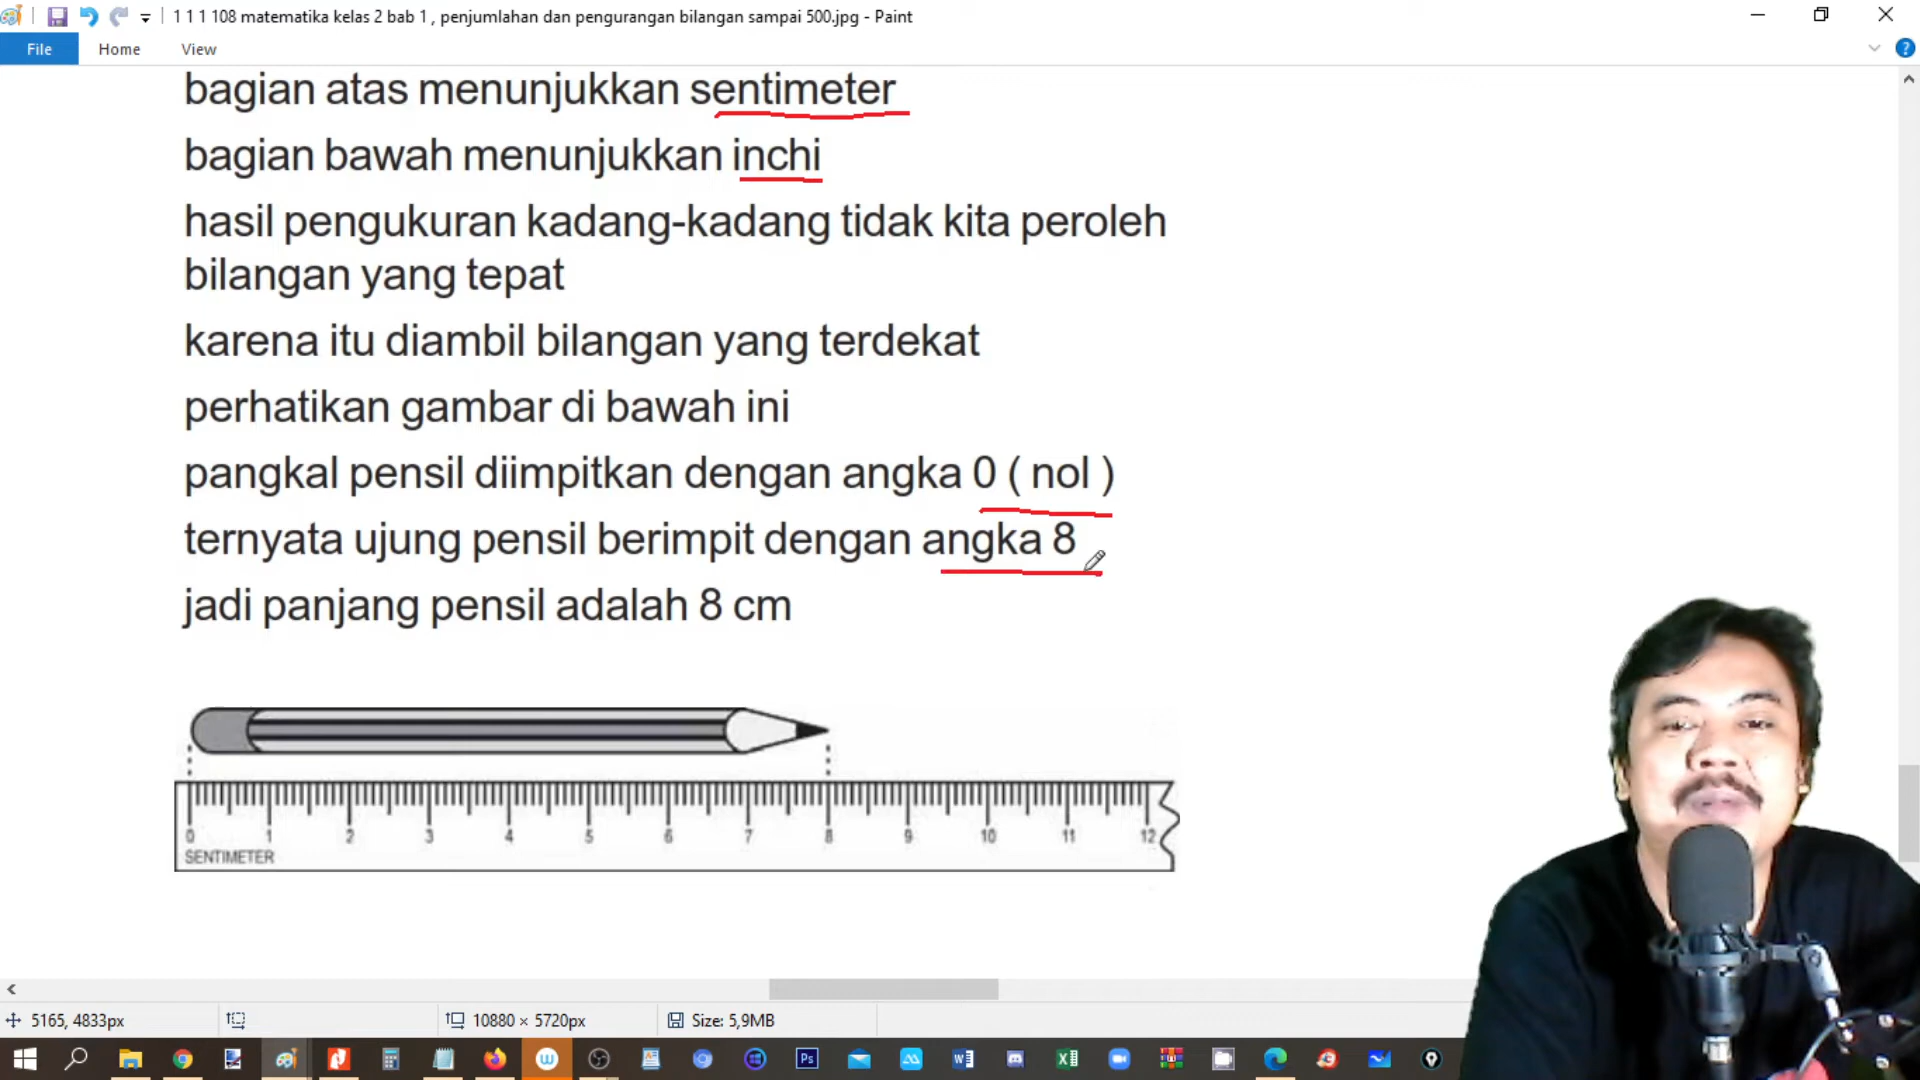 1 1 1 108 matematika kelas 2 bab 1 , penjumlahan dan pengurangan bilangan sampai 500.jpg - Paint
File Home View
bagian atas menunjukkan sentimeter
bagian bawah menunjukkan inchi
hasil pengukuran kadang-kadang tidak kita peroleh
bilangan yang tepat
karena itu diambil bilangan yang terdekat
perhatikan gambar di bawah ini
pangkal pensil diimpitkan dengan angka 0 ( nol )
ternyata ujung pensil berimpit dengan angka 8
jadi panjang pensil adalah 8 cm
0 1 2 3 4 5 6 7 8 9 10 11 12
SENTIMETER
5165, 4833px 10880 × 5720px Size: 5,9MB